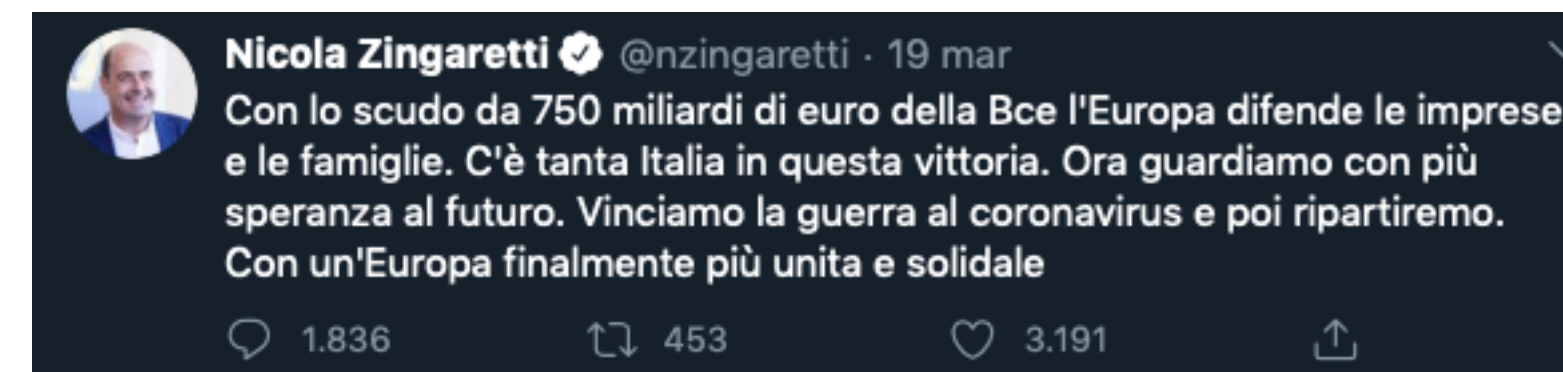 Nicola Zingaretti @nzingaretti · 19 mar
Con lo scudo da 750 miliardi di euro della Bce l'Europa difende le imprese
e le famiglie. C'è tanta Italia in questa vittoria. Ora guardiamo con più
speranza al futuro. Vinciamo la guerra al coronavirus e poi ripartiremo.
Con un'Europa finalmente più unita e solidale
1.836 453 3.191